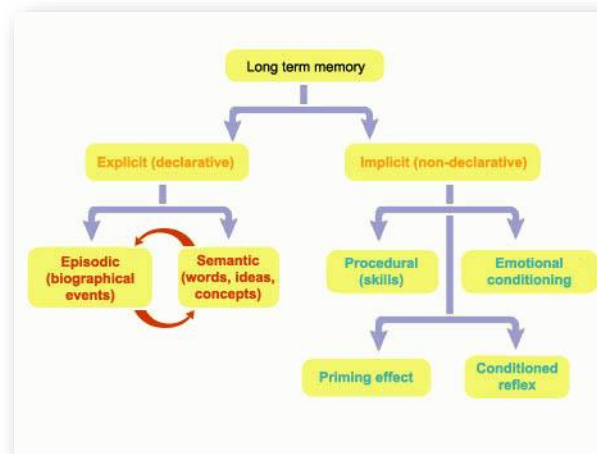 Long term memory
Explicit (declarative)
Implicit (non-declarative)
Episodic
(biographical
events)
Semantic
(words, ideas,
concepts)
Procedural
(skills)
Emotional
conditioning
Priming effect
Conditioned
reflex